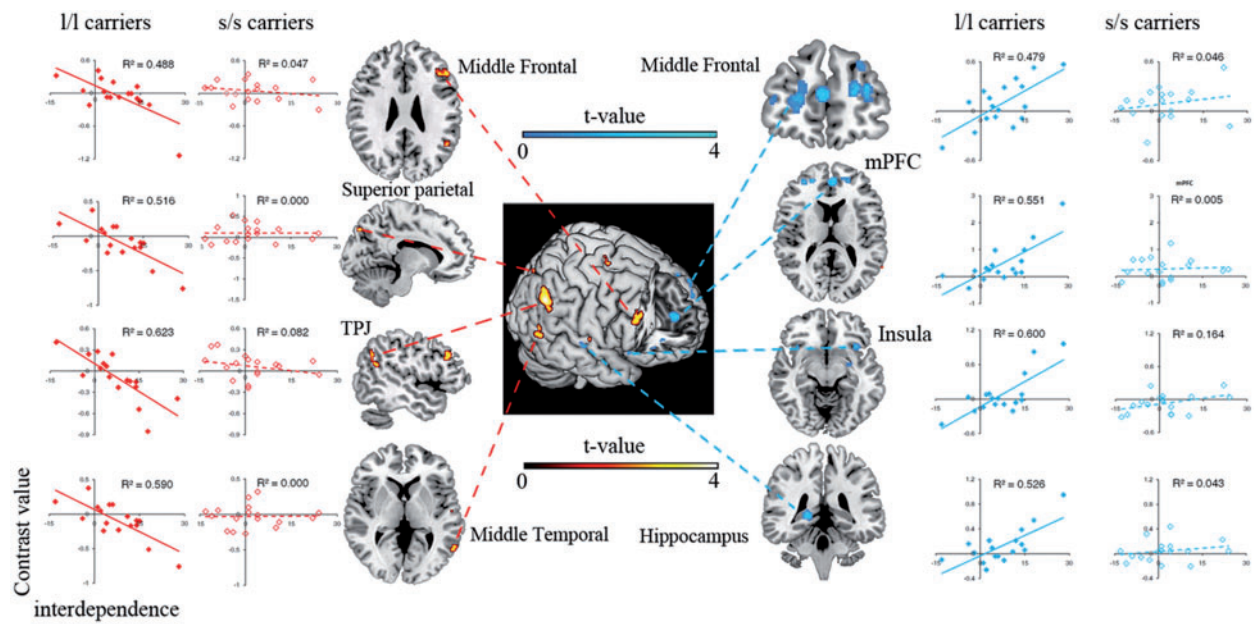 l/l carriers
s/s carriers
l/l carriers
s/s carriers
R² = 0.488
R² = 0.047
Middle Frontal
Middle Frontal
R² = 0.479
R² = 0.046
t-value
0
4
Superior parietal
mPFC
mPFC
R² = 0.516
R² = 0.000
R² = 0.551
R² = 0.005
TPJ
Insula
R² = 0.623
R² = 0.082
R² = 0.600
R² = 0.164
t-value
0
4
R² = 0.590
R² = 0.000
Middle Temporal
Hippocampus
R² = 0.526
R² = 0.043
Contrast value
interdependence